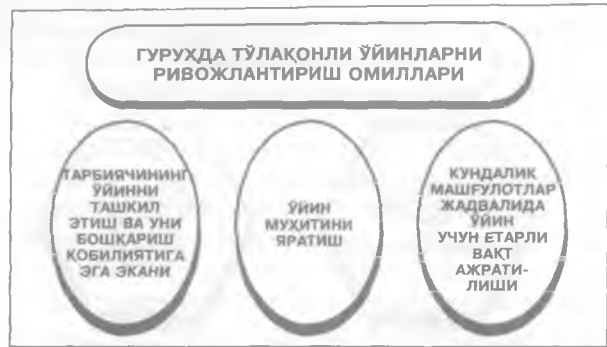 ГУРУХДА ТЎЛАҚОНЛИ ЎЙИНЛАРНИ
РИВОЖЛАНТИРИШ ОМИЛЛАРИ
ТАРБИЯЧИНИНГ
ЎЙИННИ
ТАШКИЛ
ЭТИШ ВА УНИ
БОШҚАРИШ
ҚОБИЛИЯТИГА
ЭГА ЭКАНИ
ЎЙИН
МУҲИТИНИ
ЯРАТИШ
КУНДАЛИК
МАШҒУЛОТЛАР
ЖАДВАЛИДА
ЎЙИН
УЧУН ЕТАРЛИ
ВАҚТ
АЖРАТИ-
ЛИШИ